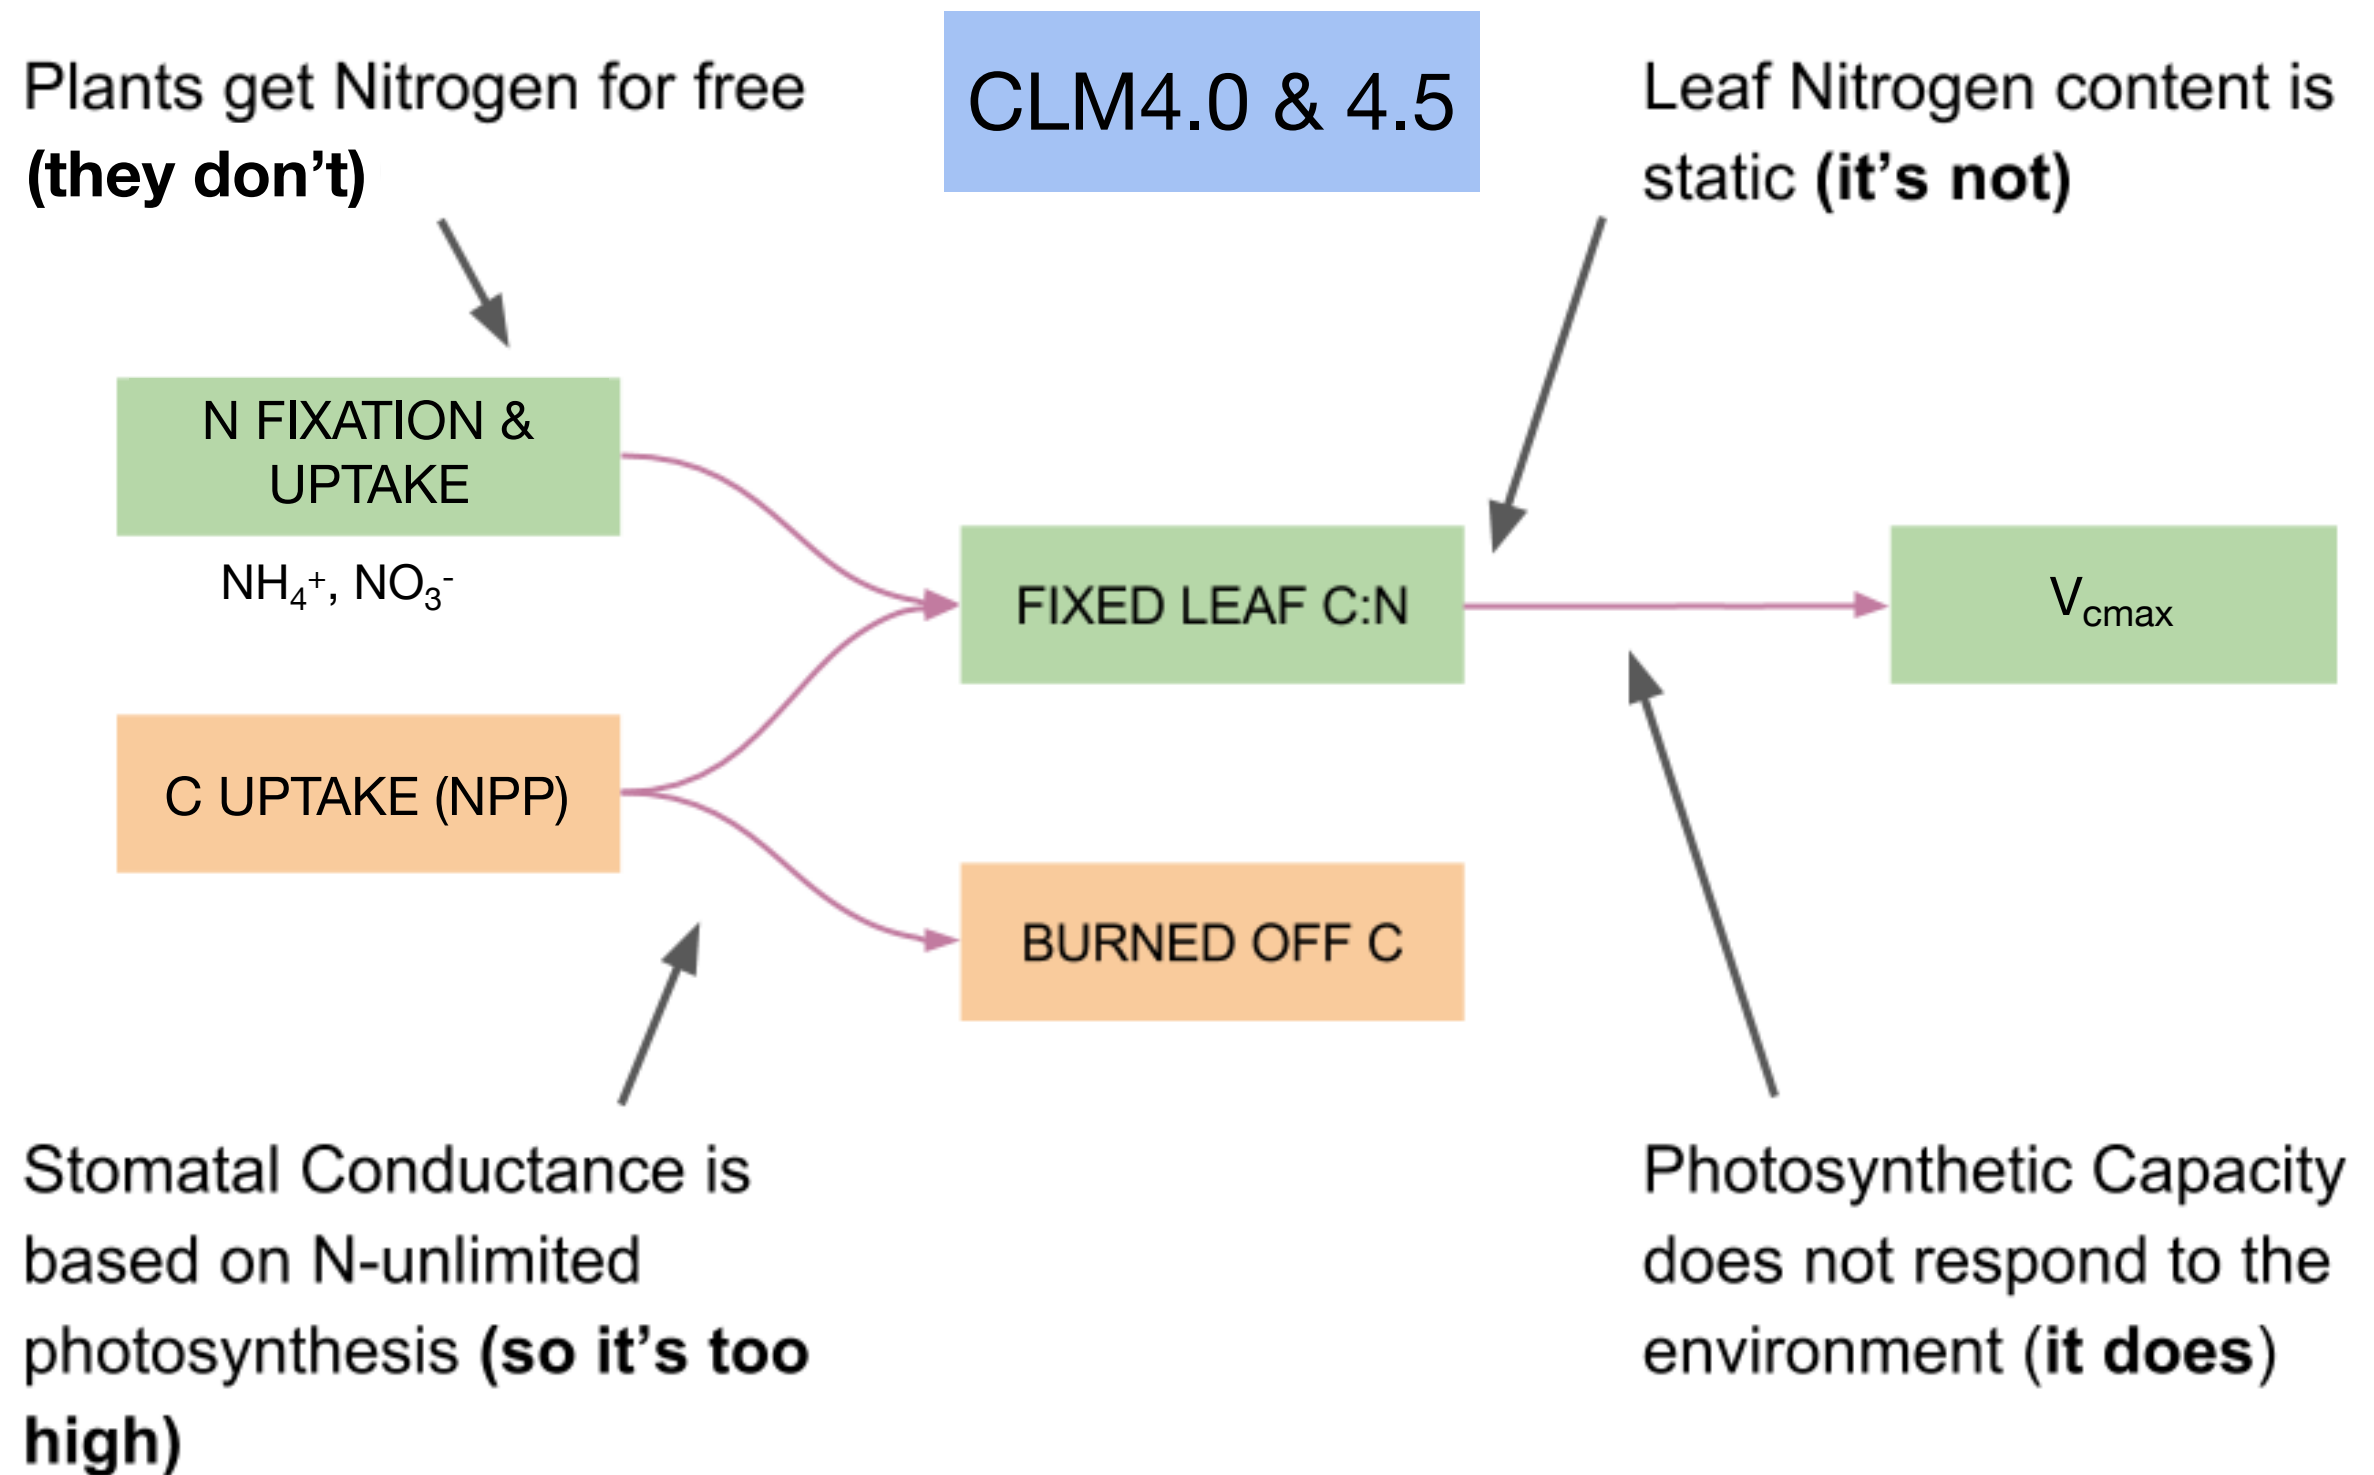 CLM4.0 & 4.5
Plants get Nitrogen for free
(they don’t)
Leaf Nitrogen content is
static (it’s not)
N FIXATION &
UPTAKE
NH₄⁺, NO₃⁻
FIXED LEAF C:N
Vcmax
C UPTAKE (NPP)
BURNED OFF C
Stomatal Conductance is
based on N-unlimited
photosynthesis (so it’s too
high)
Photosynthetic Capacity
does not respond to the
environment (it does)